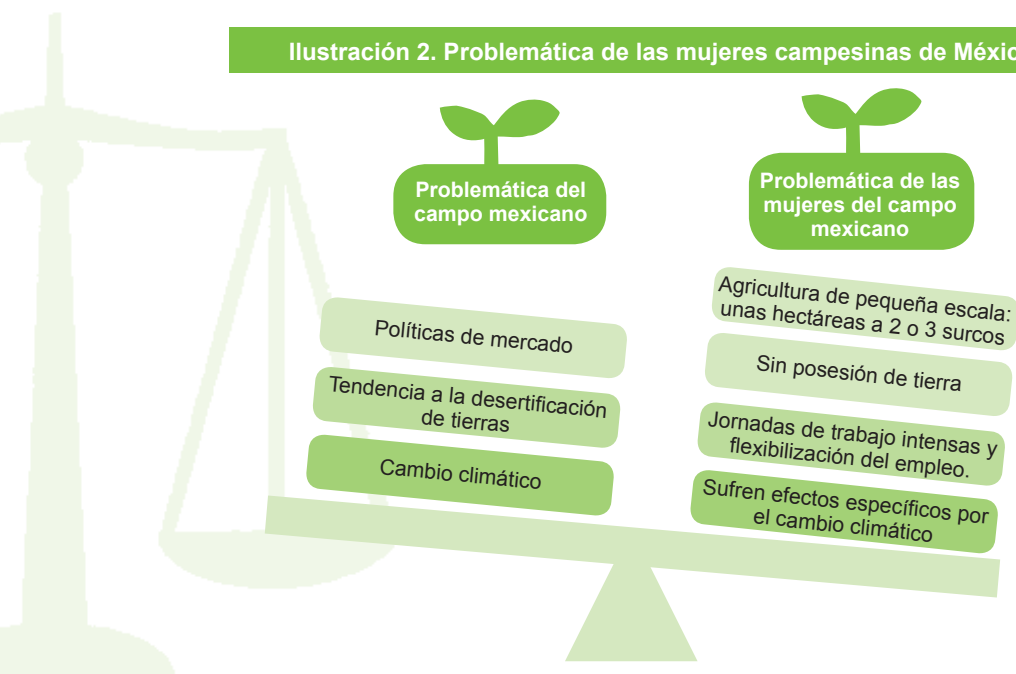 Ilustración 2. Problemática de las mujeres campesinas de Méxic
Problemática del
campo mexicano
Problemática de las
mujeres del campo
mexicano
Políticas de mercado
Tendencia a la desertificación
de tierras
Cambio climático
Agricultura de pequeña escala:
unas hectáreas a 2 o 3 surcos
Sin posesión de tierra
Jornadas de trabajo intensas y
flexibilización del empleo.
Sufren efectos específicos por
el cambio climático